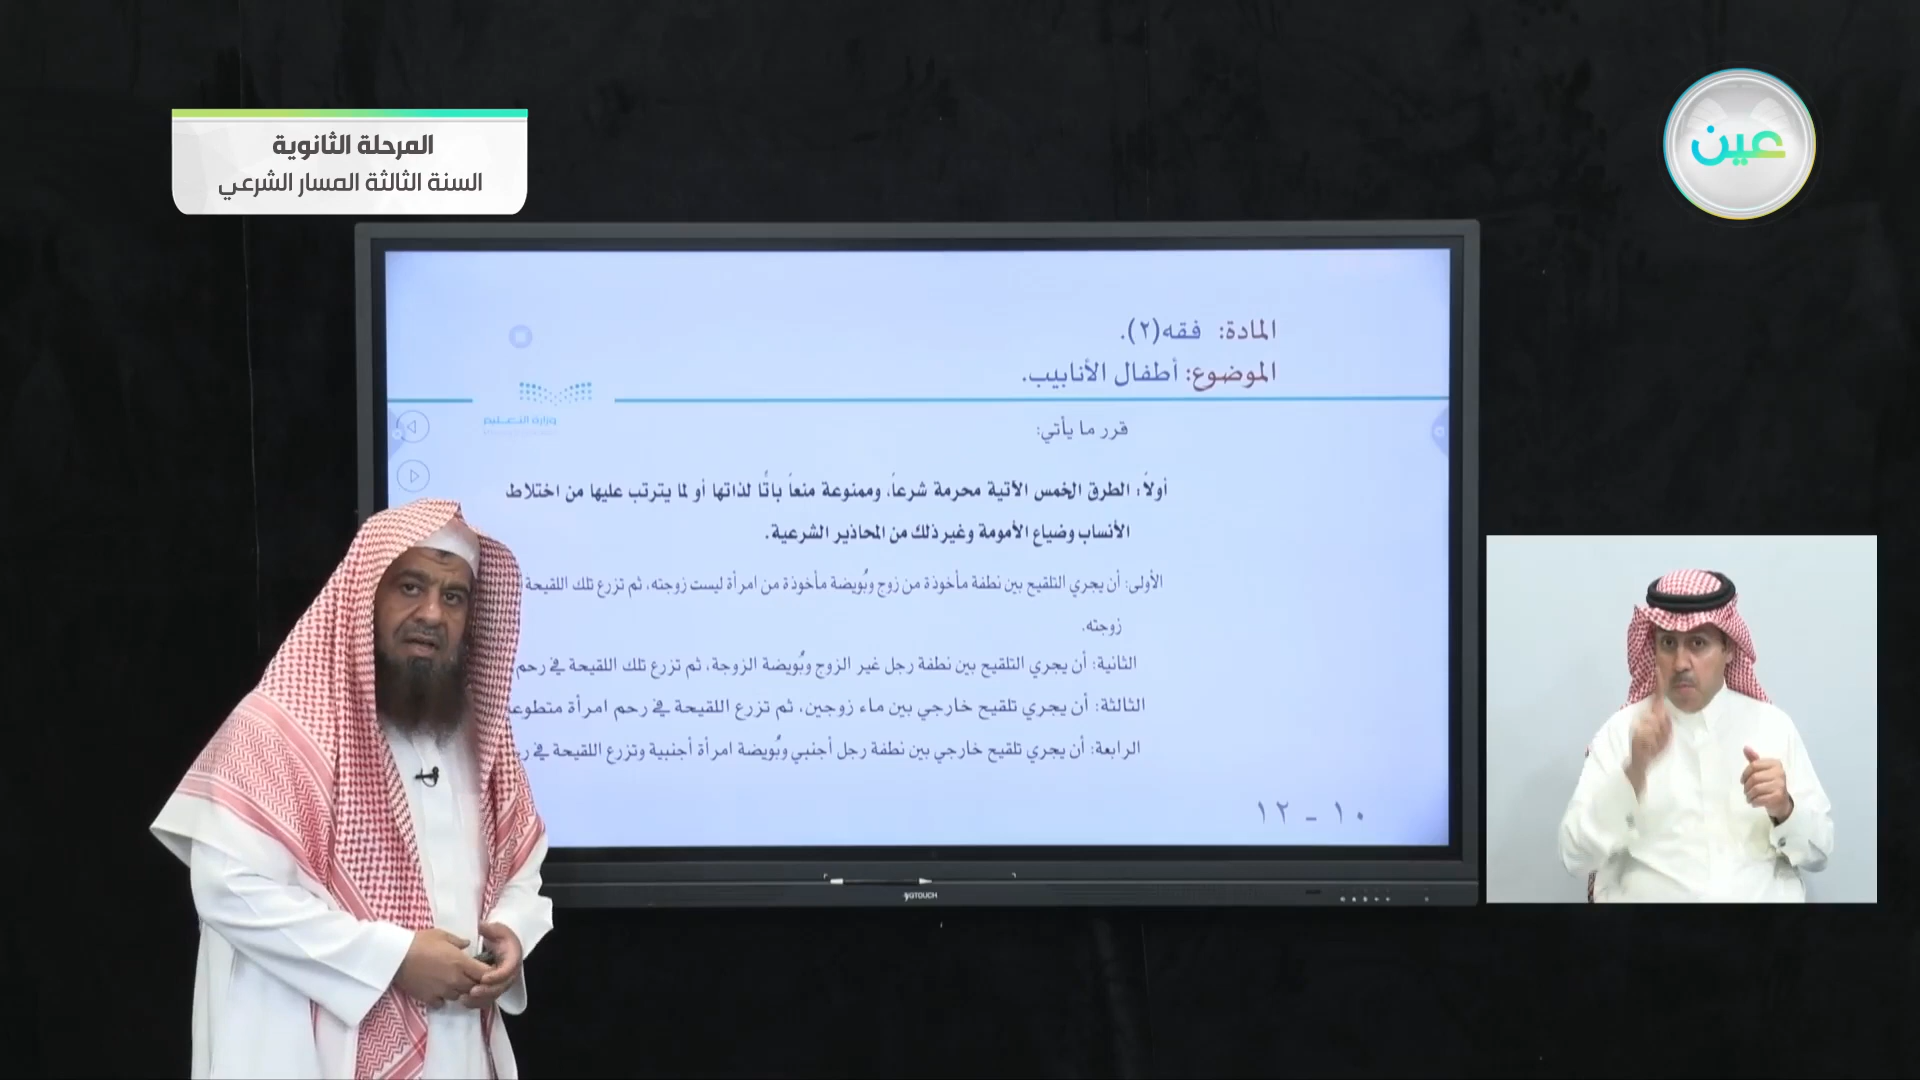 المرحلة الثانوية
السنة الثالثة المسار الشرعي
عين
المادة: فقه(٢).
الموضوع: أطفال الأنابيب.
وزارة التعليم
قرر ما يأتي:
أولاً: الطرق الخمس الآتية محرمة شرعاً، وممنوعة منعاً باتًا لذاتها أو لما يترتب عليها من اختلاط
الأنساب وضياع الأمومة وغير ذلك من المحاذير الشرعية.
الأولى: أن يجري التلقيح بين نطفة مأخوذة من زوج وبُويضة مأخوذة من امرأة ليست زوجته، ثم تزرع تلك اللقيحة
زوجته.
الثانية: أن يجري التلقيح بين نطفة رجل غير الزوج وبُويضة الزوجة، ثم تزرع تلك اللقيحة في رحم
الثالثة: أن يجري تلقيح خارجي بين ماء زوجين، ثم تزرع اللقيحة في رحم امرأة
الرابعة: أن يجري تلقيح خارجي بين نطفة رجل أجنبي وبُويضة امرأة أجنبية وتزرع اللقيحة في
١٠ - ١٢
GTOUCH